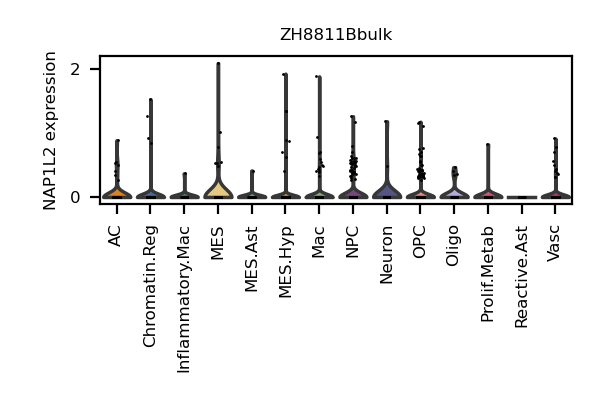 ZH8811Bbulk
NAP1L2 expression
2
0
AC
Chromatin.Reg
Inflammatory.Mac
MES
MES.Ast
MES.Hyp
Mac
NPC
Neuron
OPC
Oligo
Prolif.Metab
Reactive.Ast
Vasc